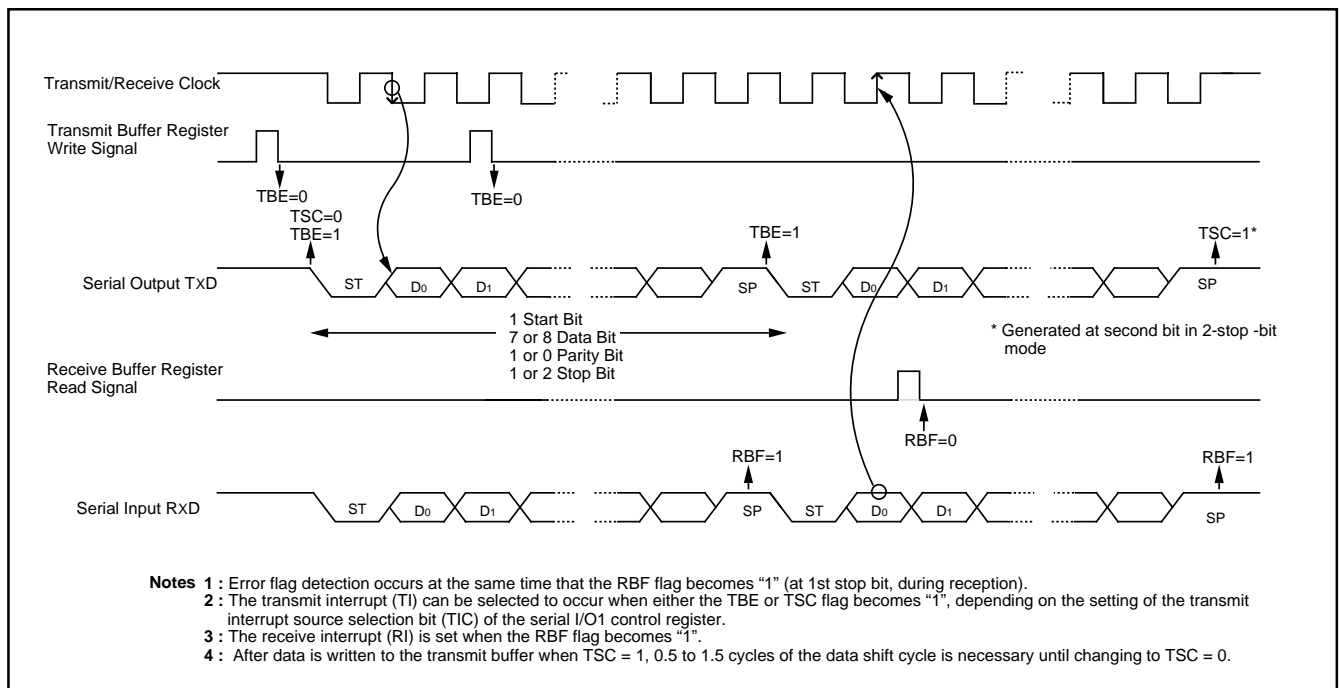 Transmit/Receive Clock
Transmit Buffer Register
Write Signal
TBE=0
TBE=0
TSC=0
TBE=1
TBE=1
TSC=1*
Serial Output TXD
ST
D0
D1
SP
ST
D0
D1
SP
1 Start Bit
7 or 8 Data Bit
1 or 0 Parity Bit
1 or 2 Stop Bit
* Generated at second bit in 2-stop -bit
mode
Receive Buffer Register
Read Signal
RBF=0
RBF=1
RBF=1
Serial Input RXD
ST
D0
D1
SP
ST
D0
D1
SP
Notes 1 : Error flag detection occurs at the same time that the RBF flag becomes “1” (at 1st stop bit, during reception).
2 : The transmit interrupt (TI) can be selected to occur when either the TBE or TSC flag becomes “1”, depending on the setting of the transmit
interrupt source selection bit (TIC) of the serial I/O1 control register.
3 : The receive interrupt (RI) is set when the RBF flag becomes “1”.
4 : After data is written to the transmit buffer when TSC = 1, 0.5 to 1.5 cycles of the data shift cycle is necessary until changing to TSC = 0.